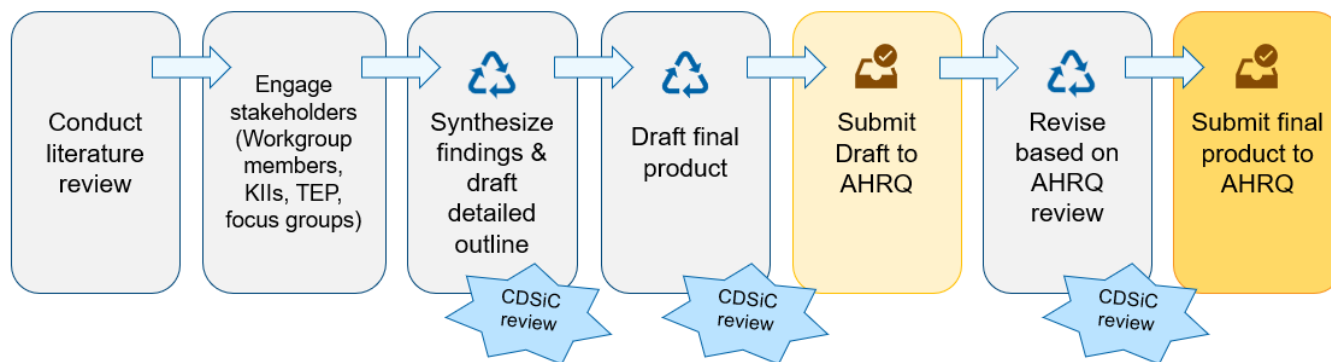 Conduct
literature
review
Engage
stakeholders
(Workgroup
members,
KIIs, TEP,
focus groups)
Synthesize
findings &
draft
detailed
outline
CDSiC
review
Draft final
product
CDSiC
review
Submit
Draft to
AHRQ
Revise
based on
AHRQ
review
CDSiC
review
Submit final
product to
AHRQ